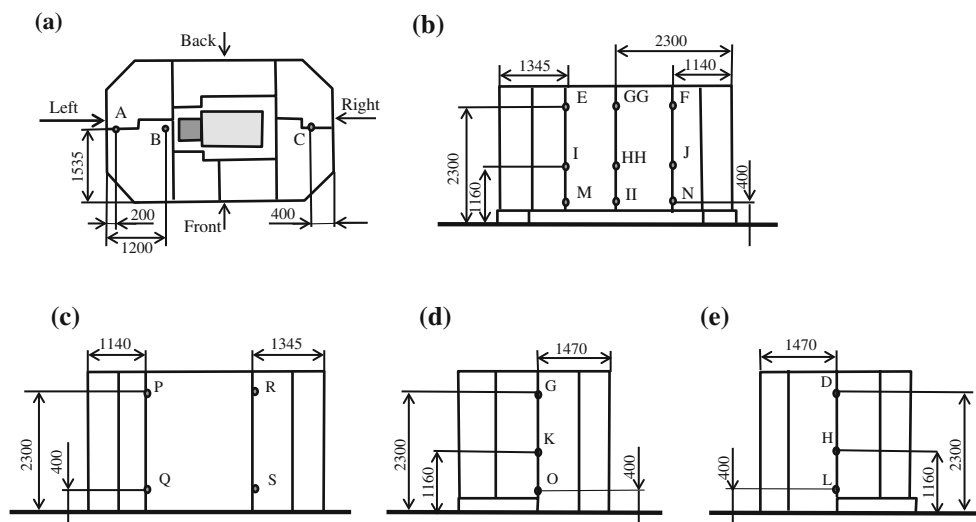 (a)
Back
Left
Right
A
B
C
1535
200
400
Front
1200
(b)
2300
1345
1140
E
GG
F
I
HH
J
M
II
N
2300
1160
400
(c)
1140
1345
P
R
Q
S
2300
400
(d)
1470
G
K
O
2300
1160
400
(e)
1470
D
H
L
400
1160
2300